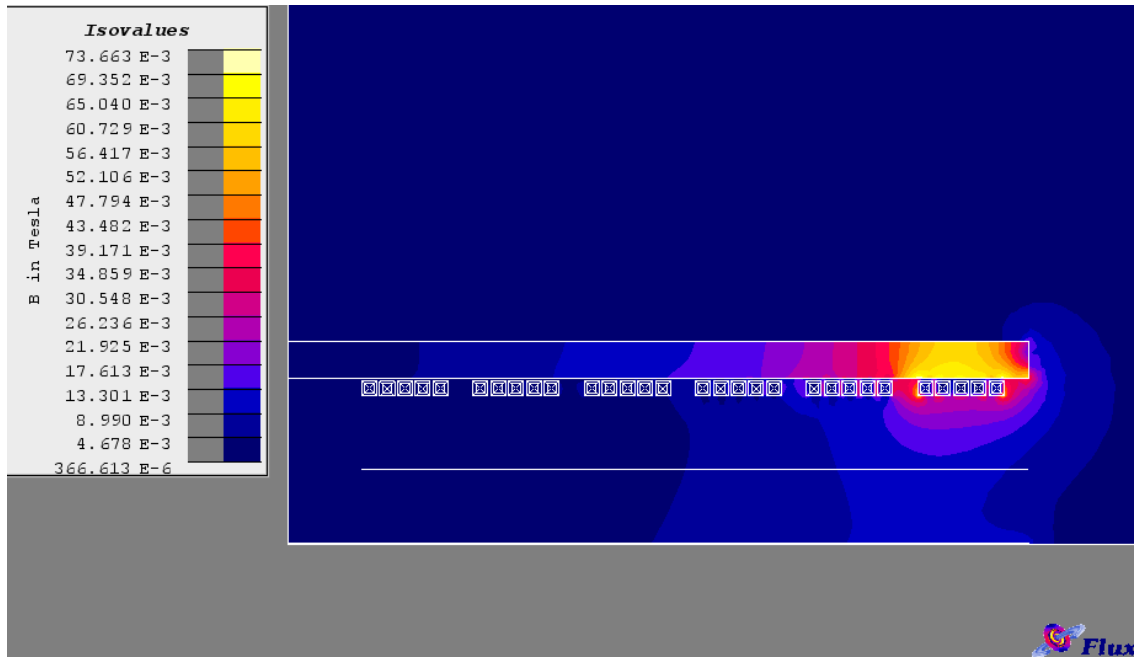 Isovalues
73.663 E-3
69.352 E-3
65.040 E-3
60.729 E-3
56.417 E-3
52.106 E-3
47.794 E-3
43.482 E-3
39.171 E-3
34.859 E-3
30.548 E-3
26.236 E-3
21.925 E-3
17.613 E-3
13.301 E-3
8.990 E-3
4.678 E-3
366.613 E-6
B in Tesla
Flux